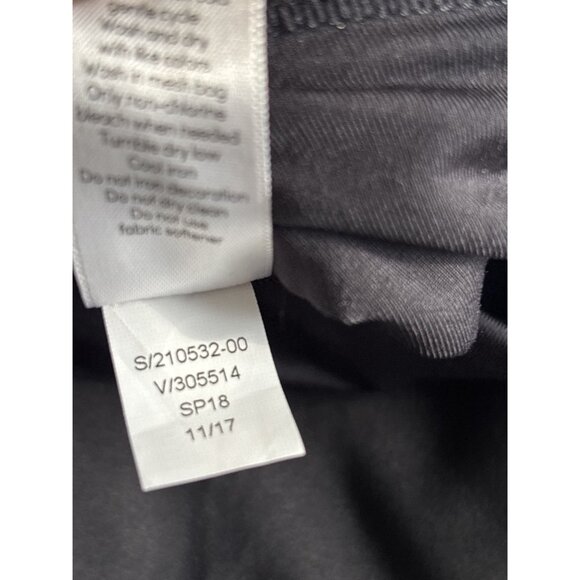 gentle cycle
Wash and dry
with like colors
Wash in mesh bag
Only non-chlorine
bleach when needed
Tumble dry low
Cool iron
Do not iron decoration
Do not dry clean
Do not use
fabric softener
S/210532-00
V/305514
SP18
11/17